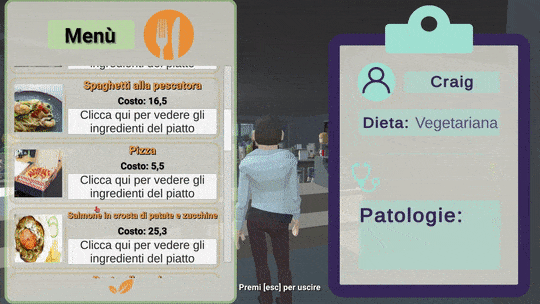 Menù
ingredienti del piatto
Spaghetti alla pescatora
Costo: 16,5
Clicca qui per vedere gli
ingredienti del piatto
Pizza
Costo: 5,5
Clicca qui per vedere gli
ingredienti del piatto
Salmone in crosta di patate e zucchine
Costo: 25,3
Clicca qui per vedere gli
ingredienti del piatto
Craig
Dieta: Vegetariana
Patologie:
Premi [esc] per uscire